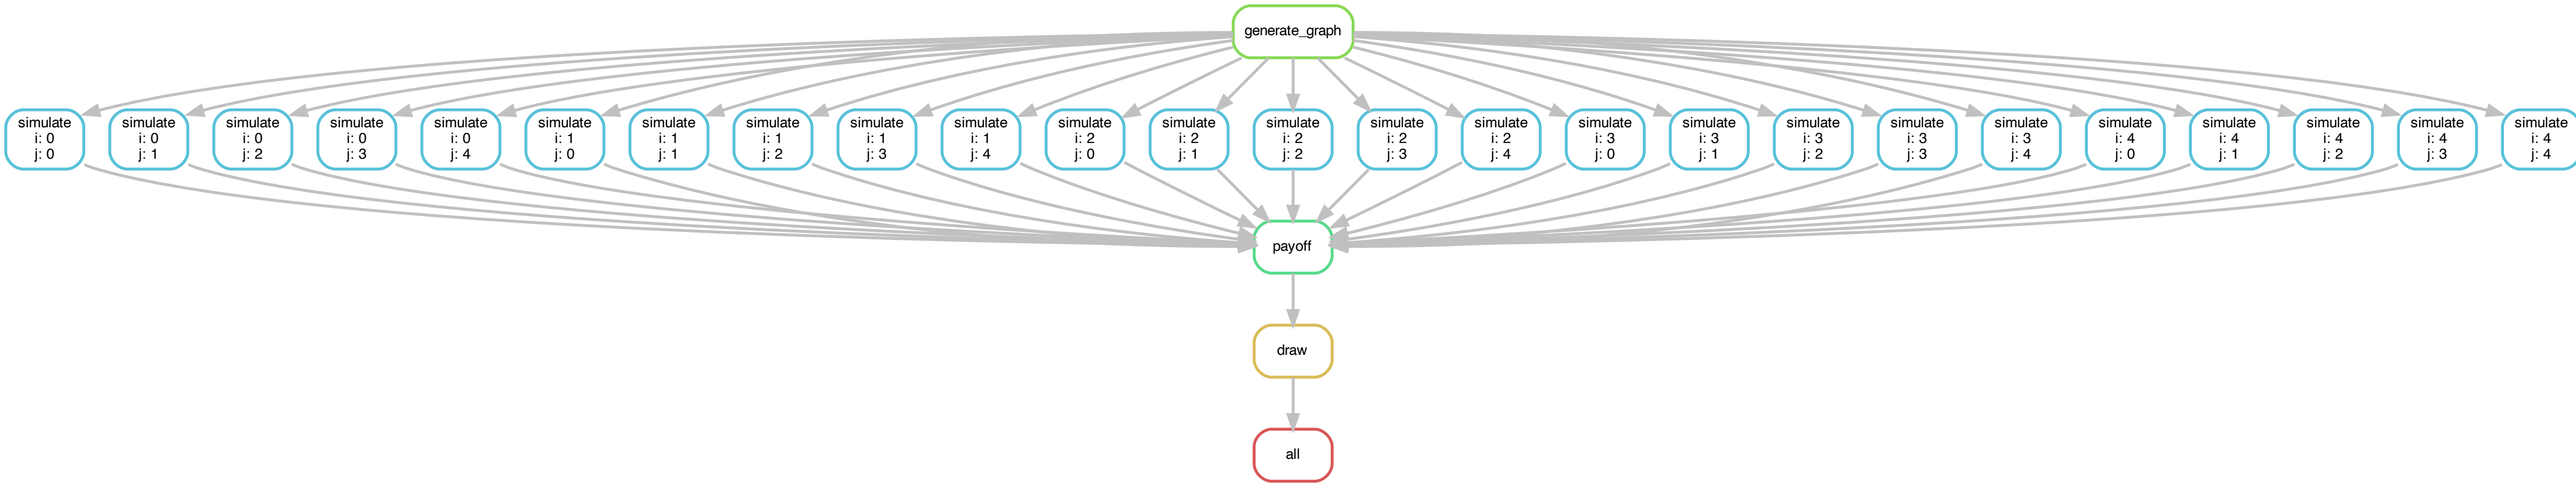 generate_graph
simulate
i: 0
j: 0
simulate
i: 0
j: 1
simulate
i: 0
j: 2
simulate
i: 0
j: 3
simulate
i: 0
j: 4
simulate
i: 1
j: 0
simulate
i: 1
j: 1
simulate
i: 1
j: 2
simulate
i: 1
j: 3
simulate
i: 1
j: 4
simulate
i: 2
j: 0
simulate
i: 2
j: 1
simulate
i: 2
j: 2
simulate
i: 2
j: 3
simulate
i: 2
j: 4
simulate
i: 3
j: 0
simulate
i: 3
j: 1
simulate
i: 3
j: 2
simulate
i: 3
j: 3
simulate
i: 3
j: 4
simulate
i: 4
j: 0
simulate
i: 4
j: 1
simulate
i: 4
j: 2
simulate
i: 4
j: 3
simulate
i: 4
j: 4
payoff
draw
all